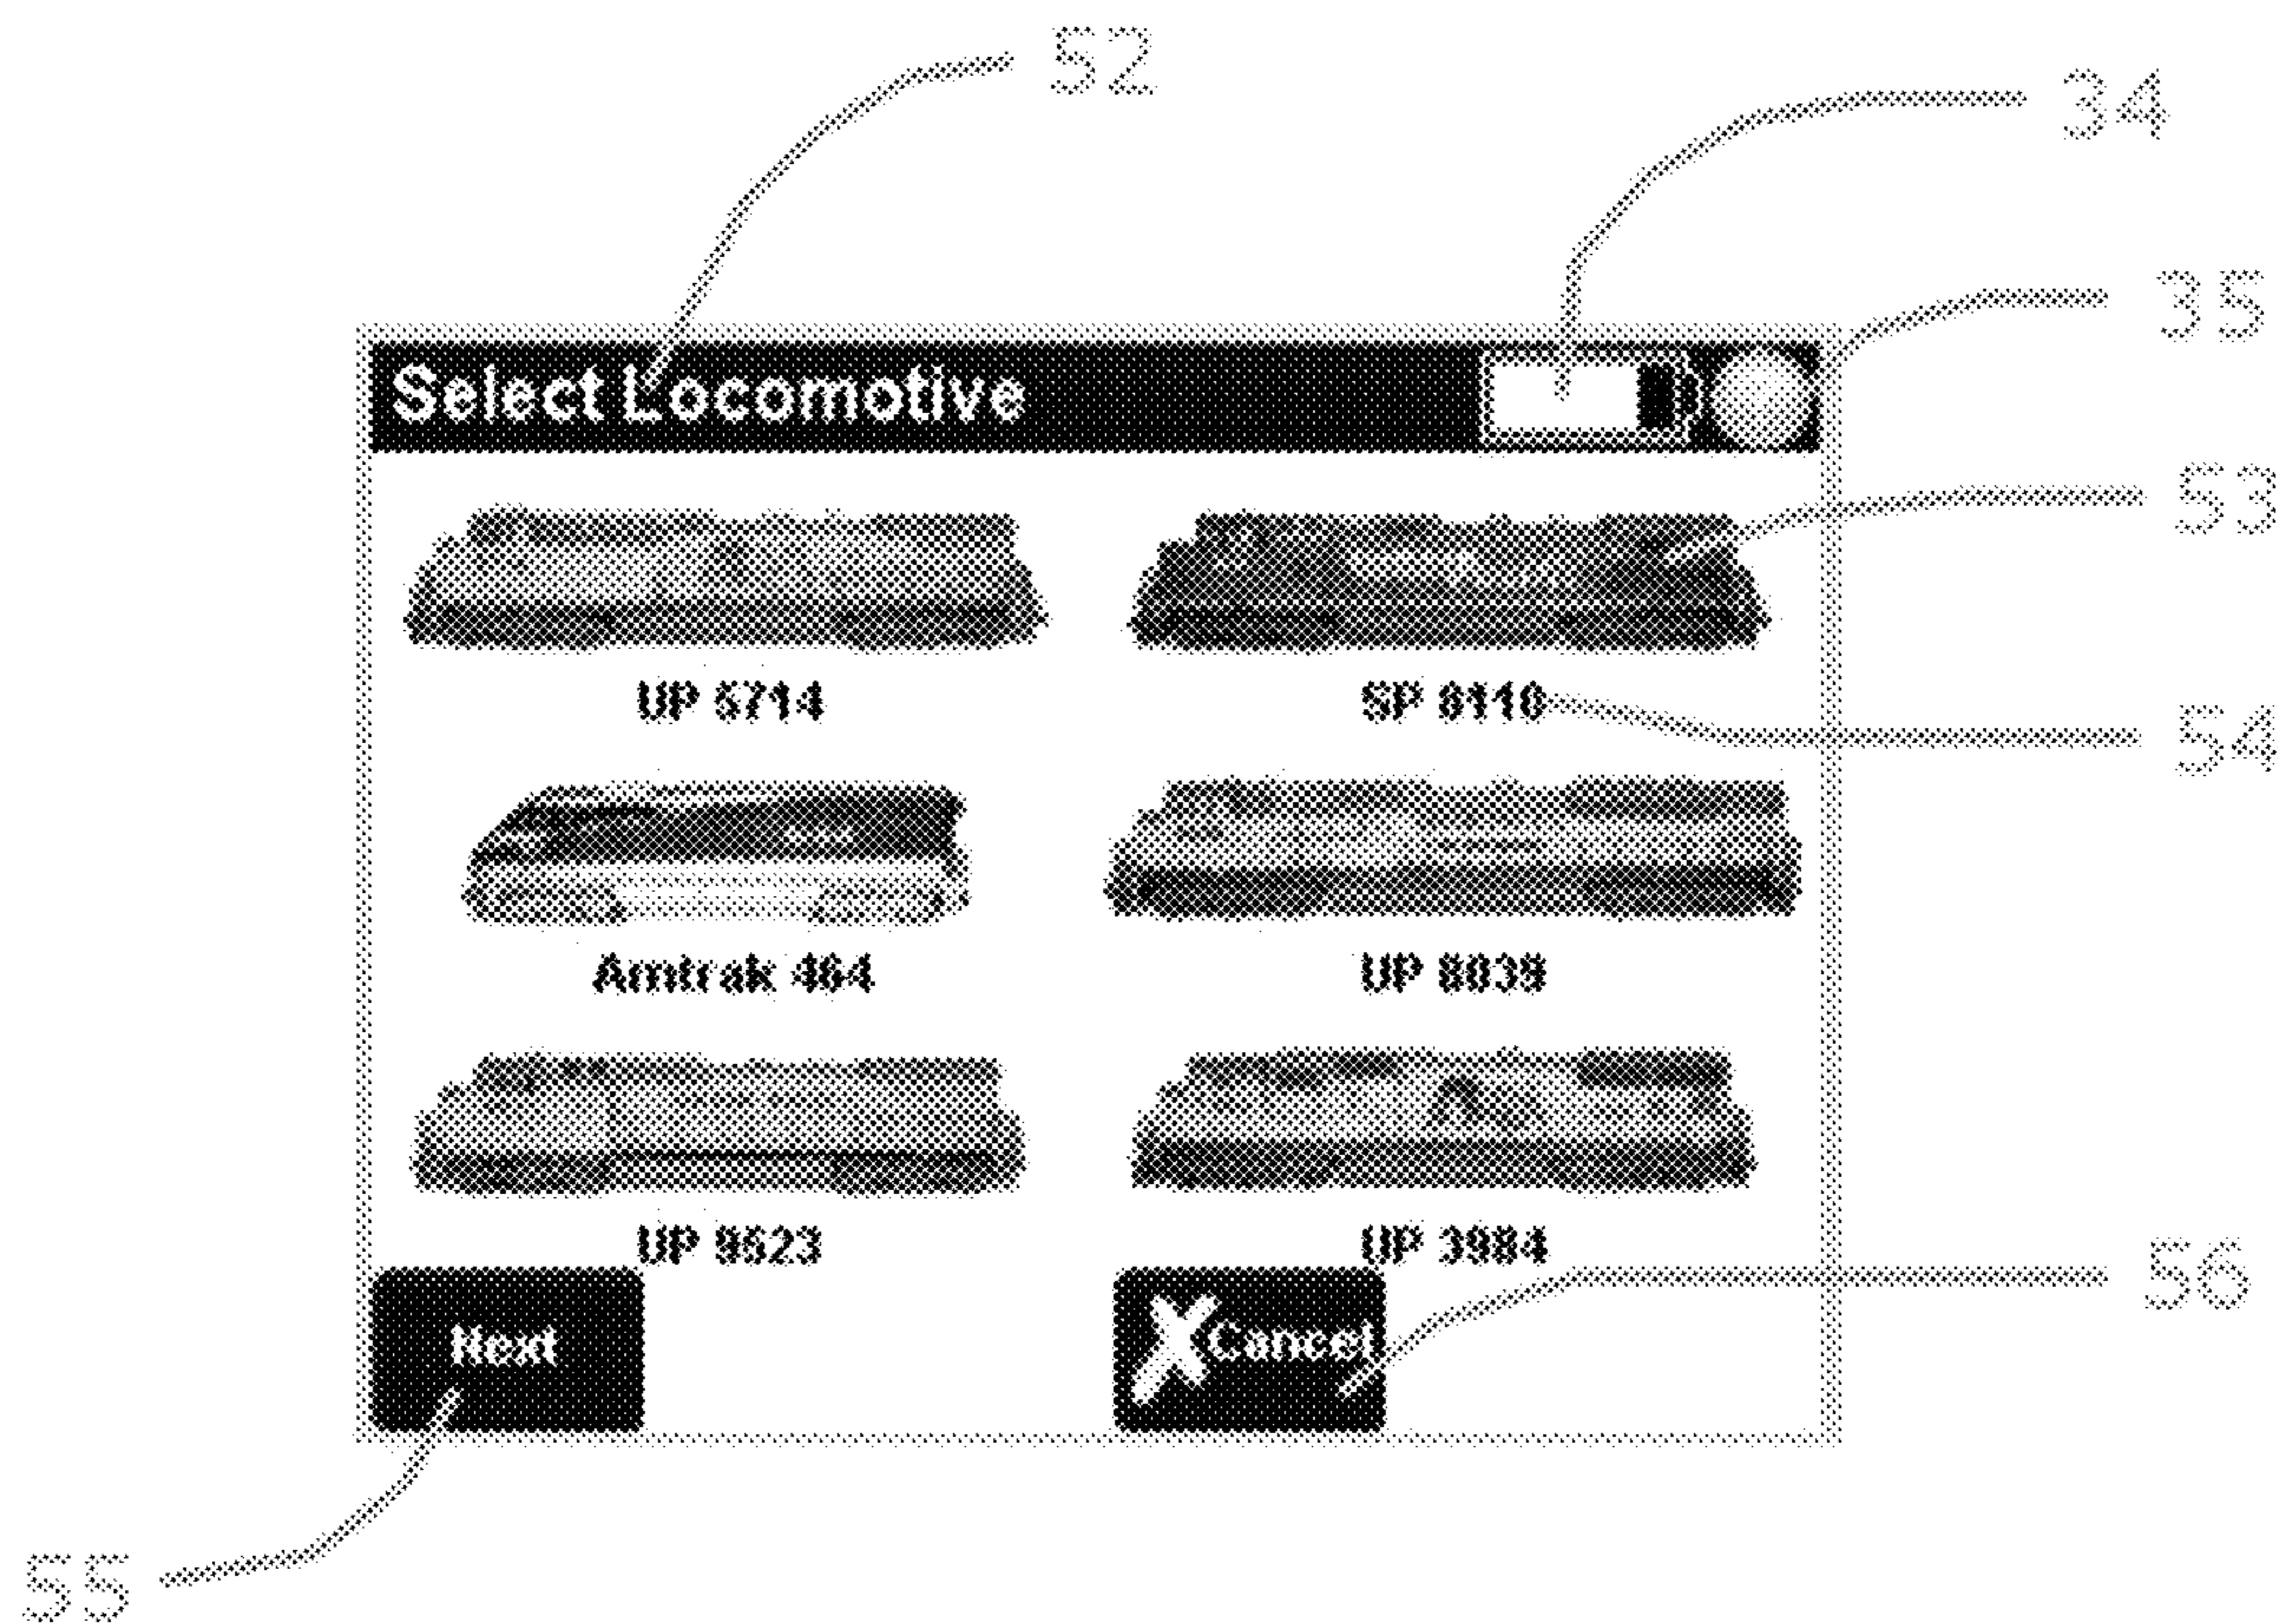 52
34
35
Select Locomotive
53
UP 5714 SP 8110
54
Amtrak 464 UP 8039
UP 9523 UP 3984
56
Next Cancel
55